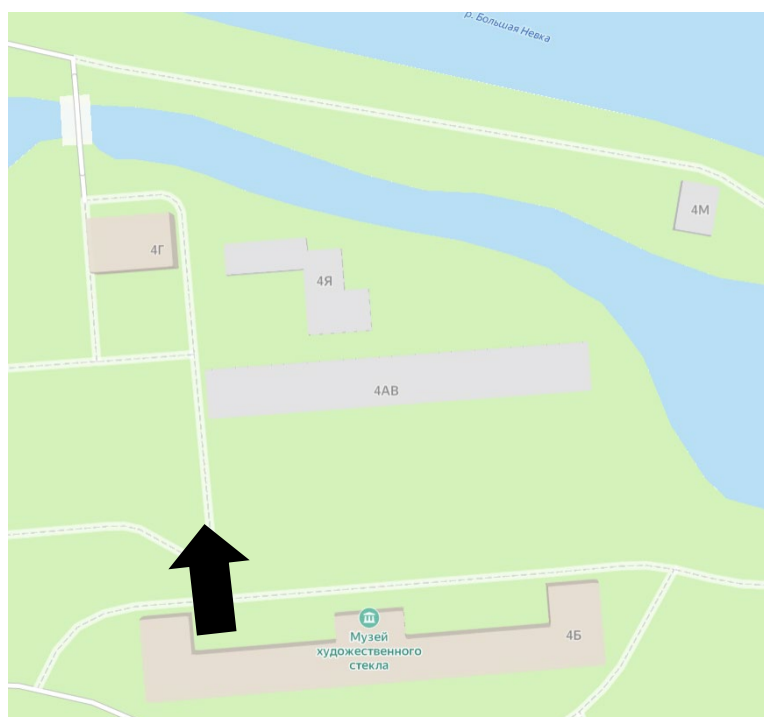 р. Большая Невка
4М
4Г
4Я
4АВ
4Б
Музей
художественного
стекла